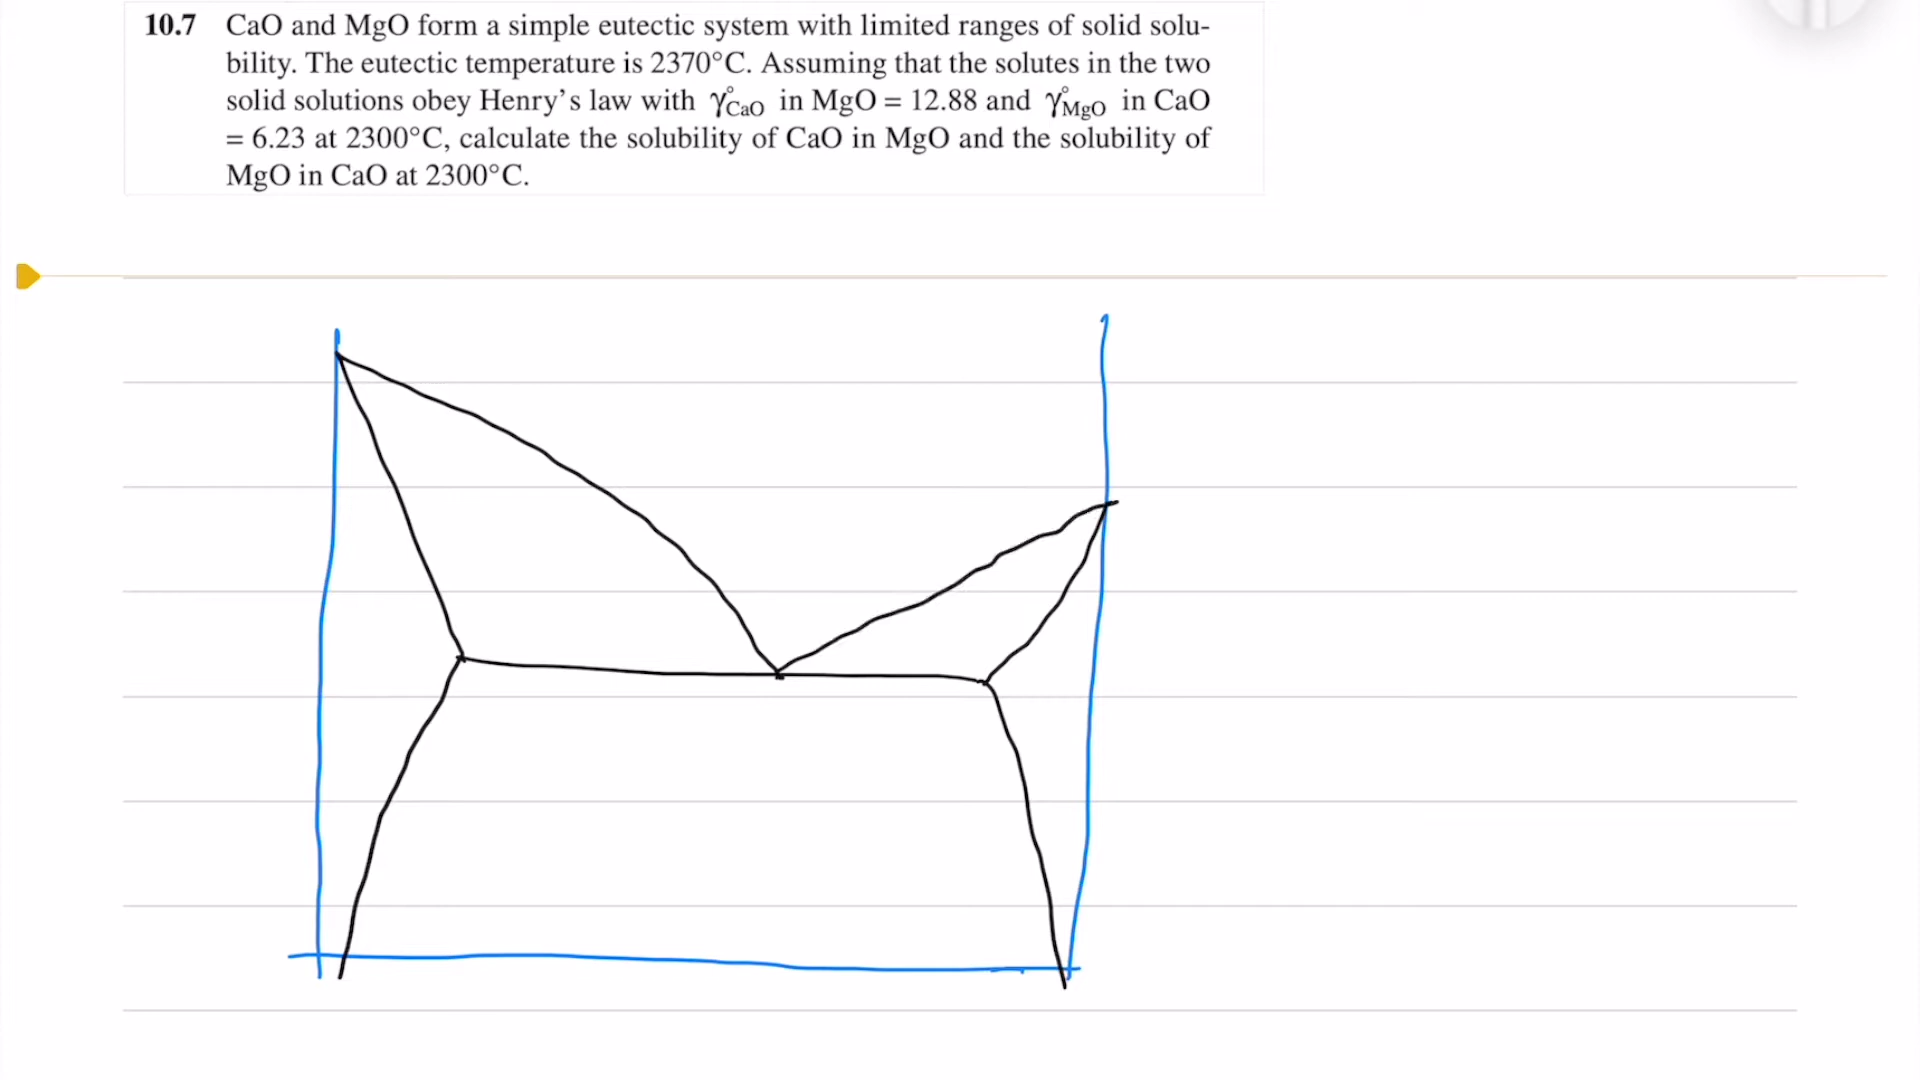 10.7 CaO and MgO form a simple eutectic system with limited ranges of solid solu-
bility. The eutectic temperature is 2370°C. Assuming that the solutes in the two
solid solutions obey Henry’s law with γ°CaO in MgO = 12.88 and γ°MgO in CaO
= 6.23 at 2300°C, calculate the solubility of CaO in MgO and the solubility of
MgO in CaO at 2300°C.